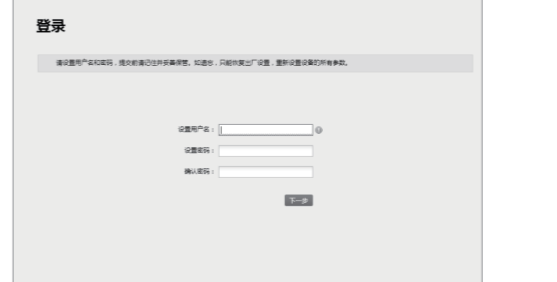 登录
请设置用户名和密码，提交前请记住并妥善保管。如遗忘，只能恢复出厂设置，重新设置设备的所有参数。
设置用户名：
设置密码：
确认密码：
下一步